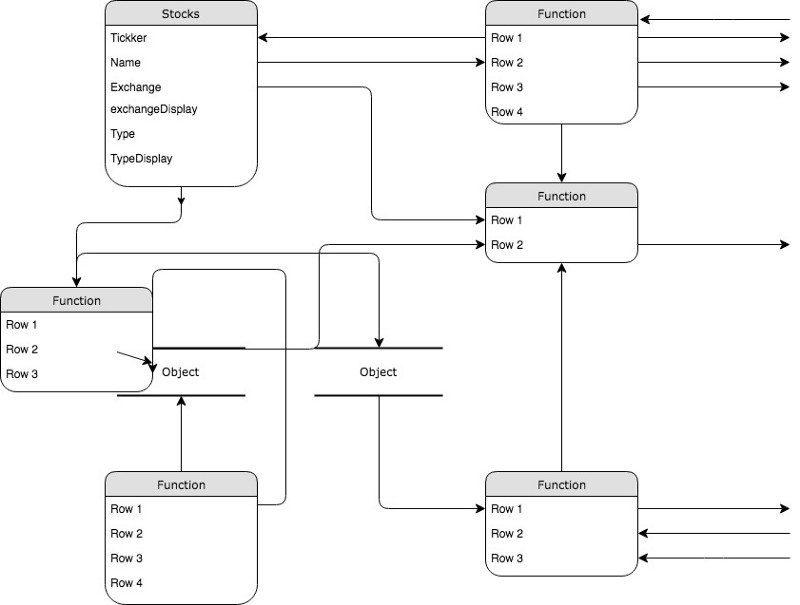 Stocks
Tickker
Name
Exchange
exchangeDisplay
Type
TypeDisplay
Function
Row 1
Row 2
Row 3
Row 4
Function
Row 1
Row 2
Function
Row 1
Row 2
Row 3
Object
Object
Function
Row 1
Row 2
Row 3
Row 4
Function
Row 1
Row 2
Row 3